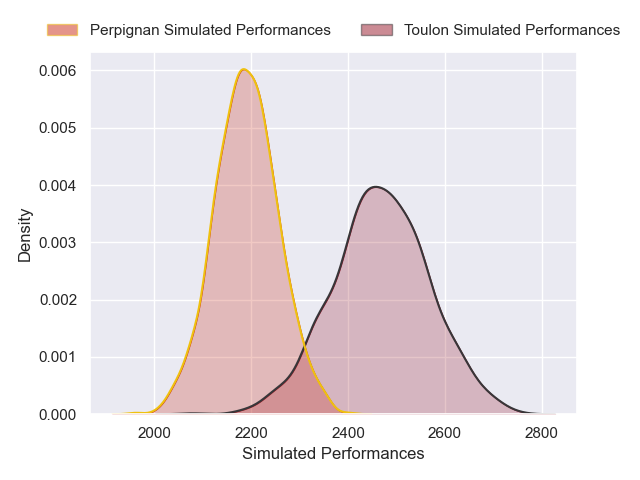 Perpignan Simulated Performances Toulon Simulated Performances
0.006
0.005
0.004
0.003
0.002
0.001
0.000
Density
2000 2200 2400 2600 2800
Simulated Performances